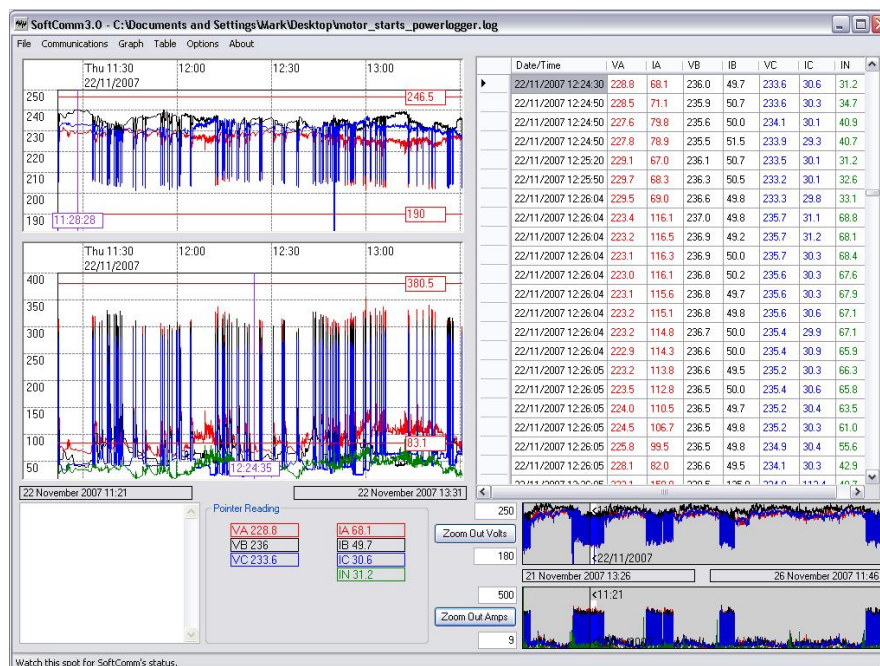 SoftComm3.0 - C:\Documents and Settings\Mark\Desktop\motor_starts_powerlogger.log
File Communications Graph Table Options About
Thu 11:30 12:00 12:30 13:00
22/11/2007
250
240
230
220
210
200
190
246.5
190
11:28:28
Thu 11:30 12:00 12:30 13:00
22/11/2007
400
350
300
250
200
150
100
50
380.5
83.1
12:24:35
22 November 2007 11:21 22 November 2007 13:31
Date/Time VA IA VB IB VC IC IN
22/11/2007 12:24:30 228.8 68.1 236.0 49.7 233.6 30.6 31.2
22/11/2007 12:24:50 228.5 71.1 235.9 50.7 233.6 30.3 34.7
22/11/2007 12:24:50 227.6 79.8 235.6 50.0 234.1 30.1 40.9
22/11/2007 12:24:50 227.8 78.9 235.5 51.5 233.9 29.3 40.7
22/11/2007 12:25:20 229.1 67.0 236.1 50.7 233.5 30.1 31.2
22/11/2007 12:25:50 229.7 68.3 236.3 50.5 233.2 30.1 32.6
22/11/2007 12:26:04 229.5 69.0 236.6 49.8 233.3 29.8 33.1
22/11/2007 12:26:04 223.4 116.1 237.0 49.8 235.7 31.1 68.8
22/11/2007 12:26:04 223.2 116.5 236.9 49.2 235.7 31.2 68.1
22/11/2007 12:26:04 223.1 116.3 236.9 50.0 235.7 30.3 68.4
22/11/2007 12:26:04 223.0 116.1 236.8 50.2 235.6 30.3 67.6
22/11/2007 12:26:04 223.1 115.6 236.8 49.7 235.6 30.3 67.9
22/11/2007 12:26:04 223.2 115.1 236.8 49.8 235.6 30.3 67.1
22/11/2007 12:26:04 223.2 114.8 236.7 50.0 235.4 29.9 67.1
22/11/2007 12:26:04 222.9 114.3 236.6 50.0 235.4 30.9 65.9
22/11/2007 12:26:05 223.2 113.8 236.6 49.5 235.2 30.3 66.3
22/11/2007 12:26:05 223.5 112.8 236.5 50.0 235.4 30.6 65.8
22/11/2007 12:26:05 224.0 110.5 236.5 49.7 235.2 30.4 63.5
22/11/2007 12:26:05 224.5 106.7 236.5 49.8 235.2 30.3 61.0
22/11/2007 12:26:05 225.8 99.5 236.5 49.8 234.9 30.4 55.6
22/11/2007 12:26:05 228.1 82.0 236.6 49.5 234.1 30.3 42.9
Pointer Reading
VA 228.8 IA 68.1
VB 236 IB 49.7
VC 233.6 IC 30.6
IN 31.2
250
Zoom Out Volts
180
<22/11/2007
21 November 2007 13:26 26 November 2007 11:46
500
<11:21
Zoom Out Amps
9
Watch this spot for SoftComm's status.